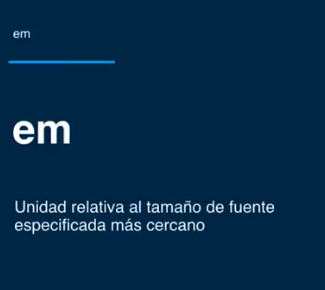 em
em
Unidad relativa al tamaño de fuente
especificada más cercano